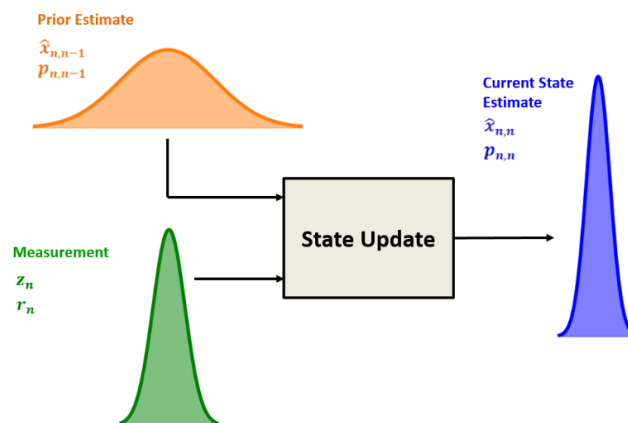 Prior Estimate
x̂ₙ,ₙ₋₁
pₙ,ₙ₋₁
Current State
Estimate
x̂ₙ,ₙ
pₙ,ₙ
State Update
Measurement
zₙ
rₙ